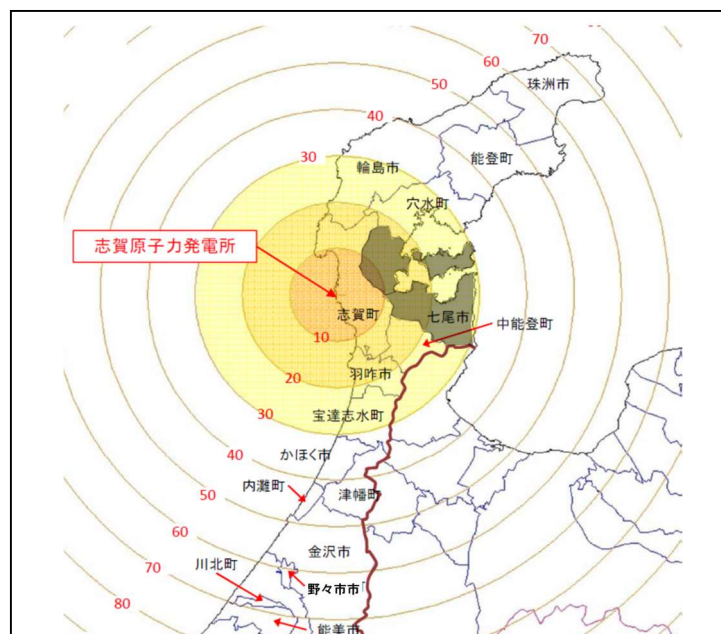 70
60
珠洲市
50
40
能登町
30
輪島市
穴水町
志賀原子力発電所
志賀町
七尾市
中能登町
10
羽咋市
20
30
宝達志水町
かほく市
40
内灘町
津幡町
50
金沢市
60
川北町
野々市市
70
80
能美市